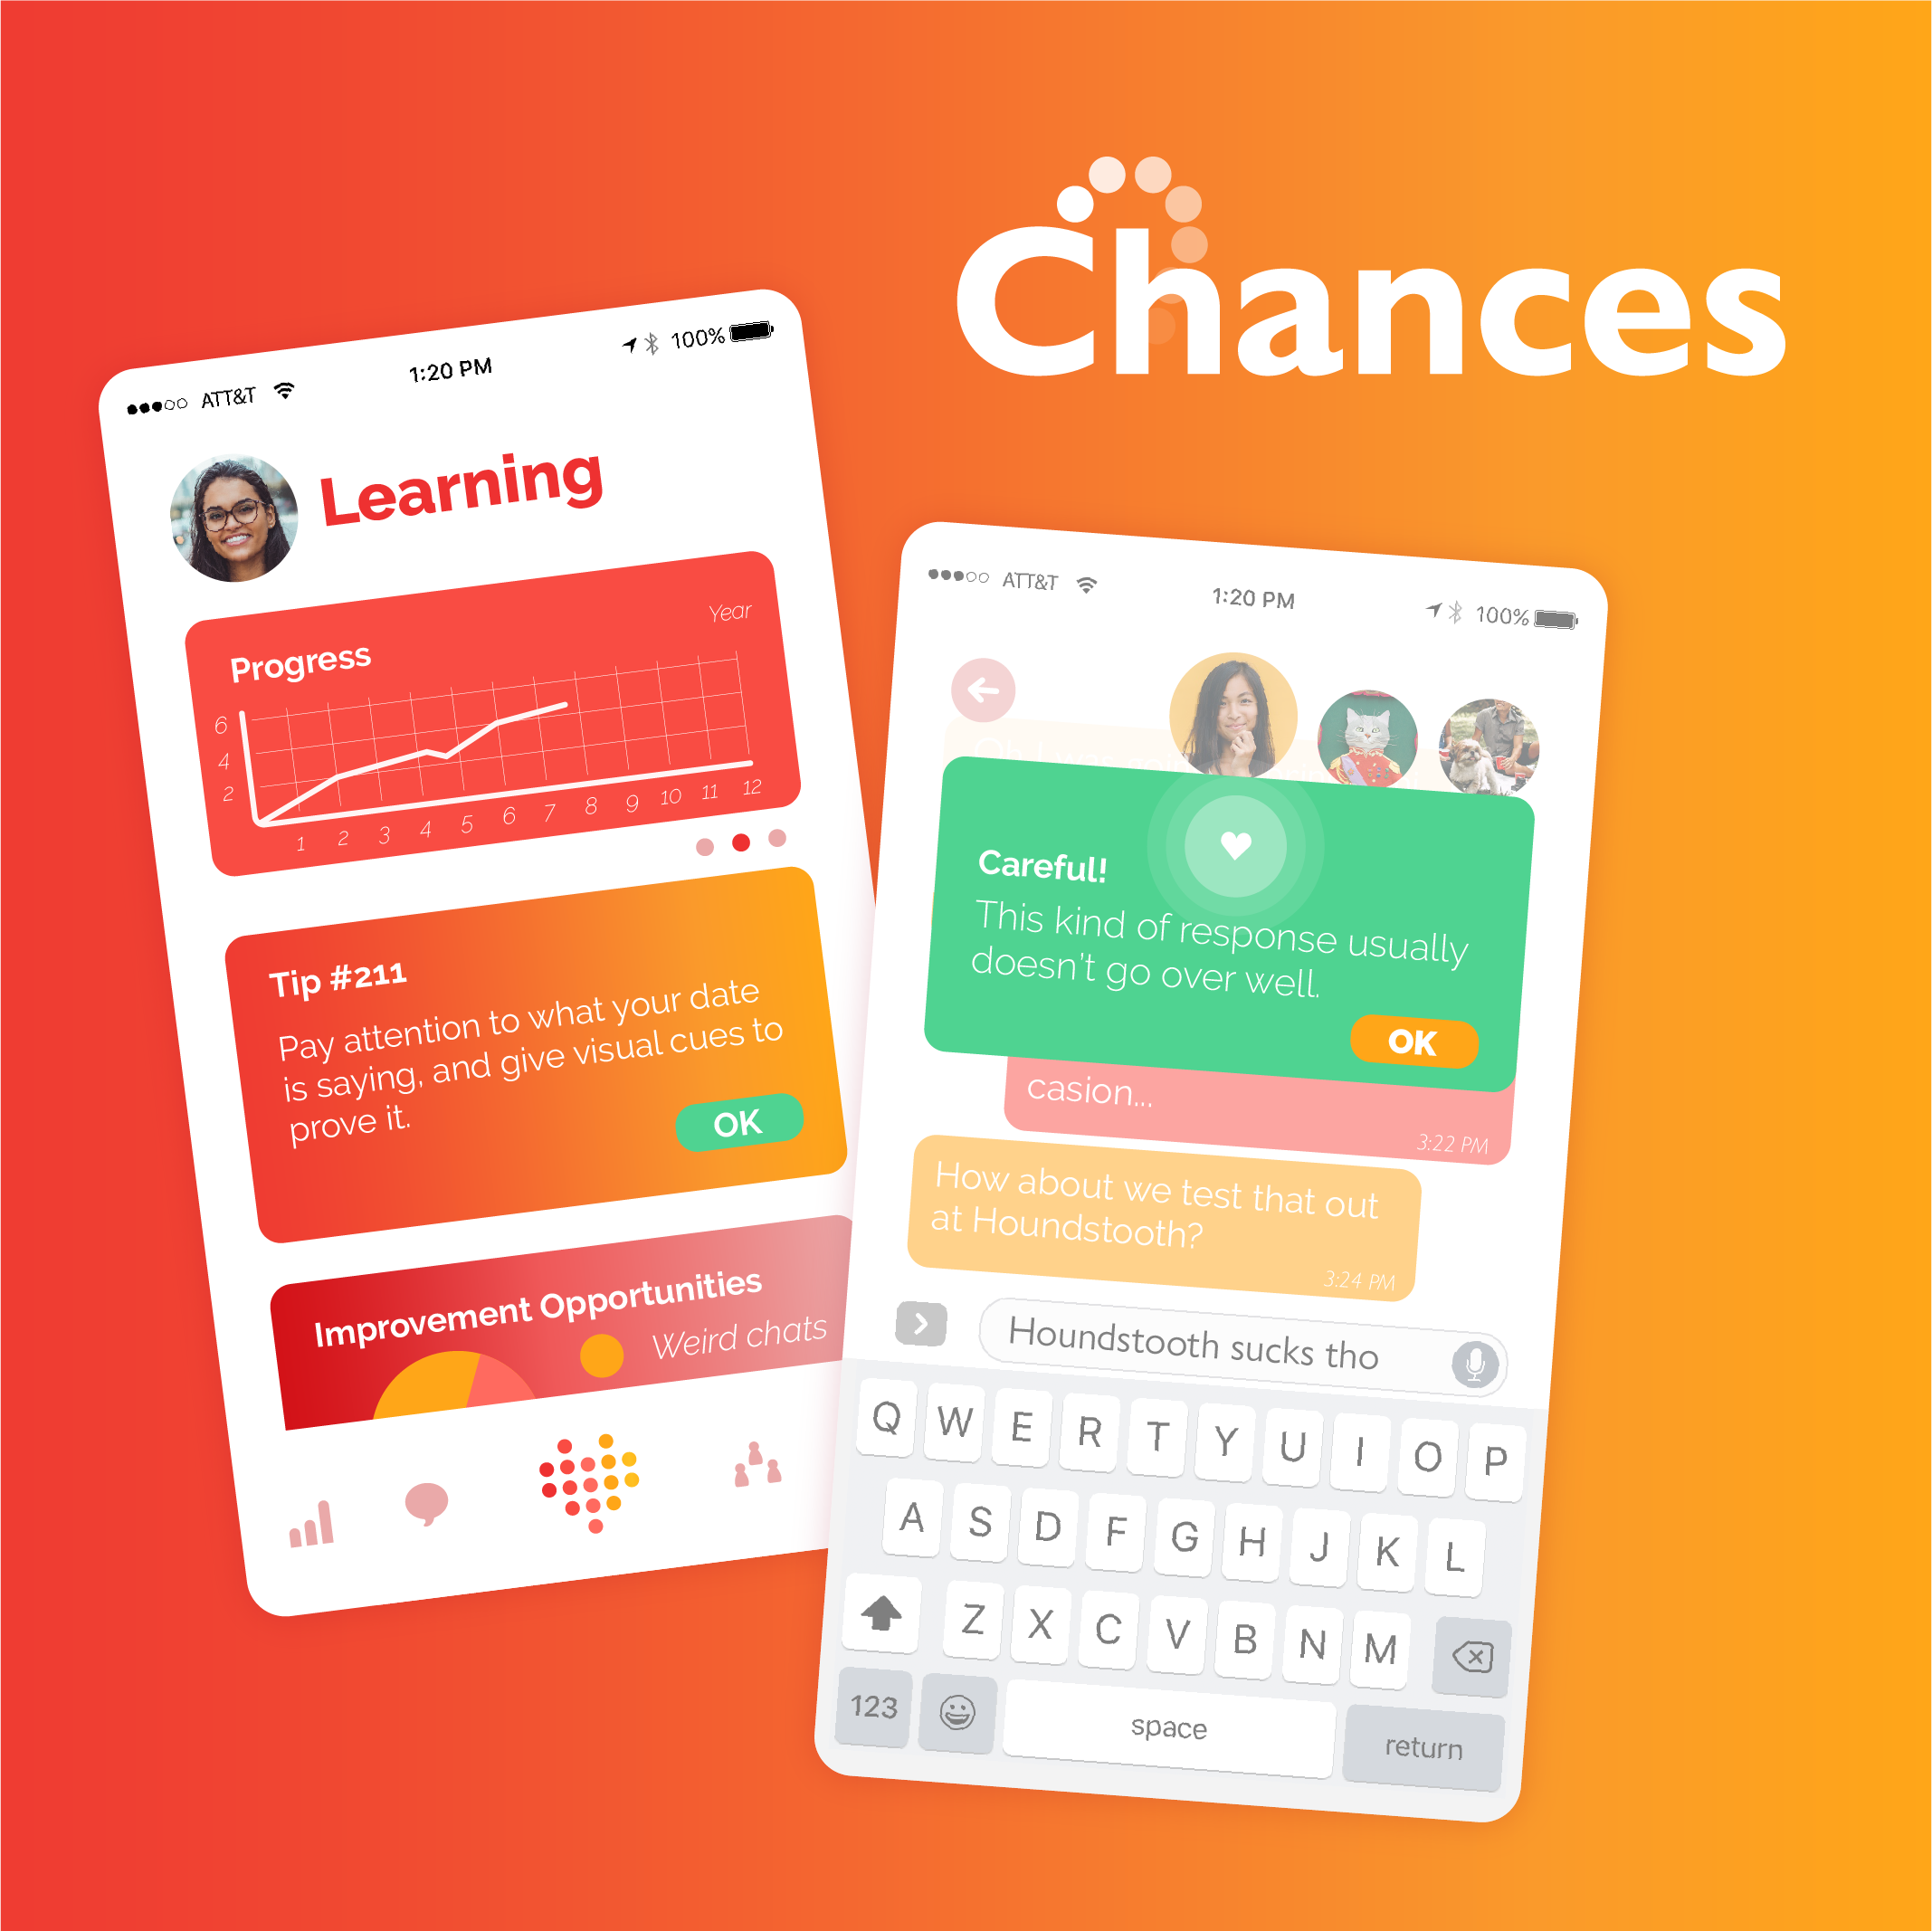 Chances
ATT&T
1:20 PM
100%
Learning
Year
Progress
6
4
2
1 2 3 4 5 6 7 8 9 10 11 12
Tip #211
Pay attention to what your date
is saying, and give visual cues to
prove it.
OK
Improvement Opportunities
Weird chats
ATT&T
1:20 PM
100%
Careful!
This kind of response usually
doesn't go over well.
OK
casion...
3:22 PM
How about we test that out
at Houndstooth?
3:24 PM
Houndstooth sucks tho
Q W E R T Y U I O P
A S D F G H J K L
Z X C V B N M
123
space
return